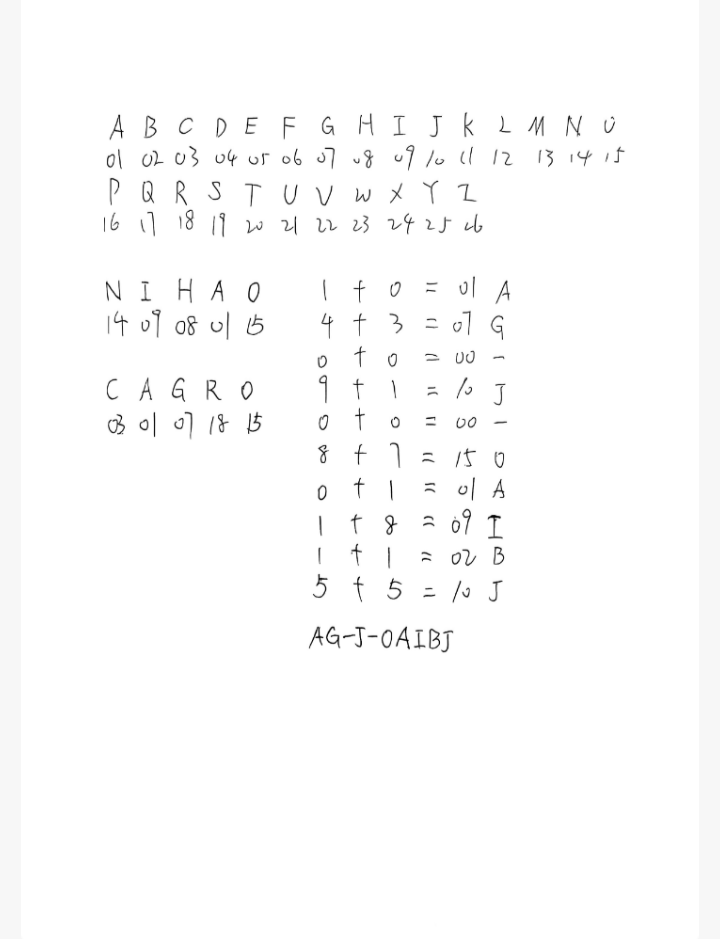 A B C D E F G H I J K L M N O
01 02 03 04 05 06 07 08 09 10 11 12 13 14 15
P Q R S T U V W X Y Z
16 17 18 19 20 21 22 23 24 25 26
N I H A O
14 09 08 01 15
C A G R O
03 01 07 18 15
1 + 0 = 01 A
4 + 3 = 07 G
0 + 0 = 00 -
9 + 1 = 10 J
0 + 0 = 00 -
8 + 7 = 15 O
0 + 1 = 01 A
1 + 8 = 09 I
1 + 1 = 02 B
5 + 5 = 10 J
AG-J-OAIBJ